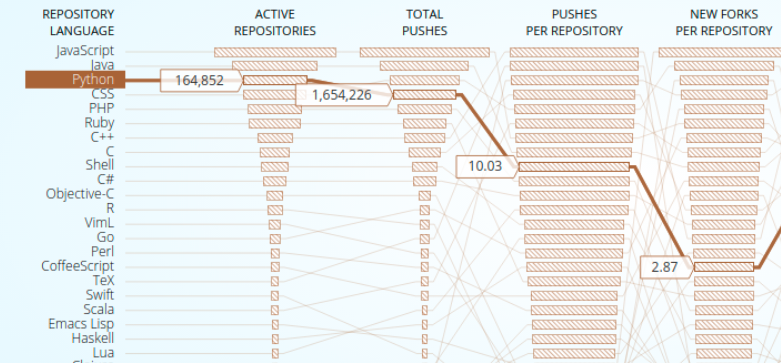 REPOSITORY LANGUAGE
ACTIVE REPOSITORIES
TOTAL PUSHES
PUSHES PER REPOSITORY
NEW FORKS PER REPOSITORY
JavaScript
Java
Python 164,852
CSS 1,654,226
PHP
Ruby
C++
C
Shell 10.03
C#
Objective-C
R
VimL
Go
Perl
CoffeeScript 2.87
TeX
Swift
Scala
Emacs Lisp
Haskell
Lua